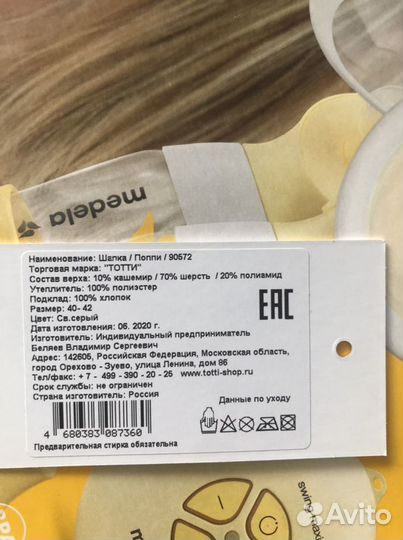 medela
Наименование: Шапка / Поппи / 90572
Торговая марка: "ТОТТИ"
Состав верха: 10% кашемир / 70% шерсть / 20% полиамид
Утеплитель: 100% полиэстер
Подклад: 100% хлопок
Размер: 40- 42
Цвет: Св.серый
Дата изготовления: 06. 2020 г.
Изготовитель: Индивидуальный предприниматель
Беляев Владимир Сергеевич
Адрес: 142605, Российская Федерация, Московская область,
город Орехово - Зуево, улица Ленина, дом 86
Тел/факс: + 7 - 499 - 390 - 20 - 25 www.totti-shop.ru
Срок службы: не ограничен
Страна изготовитель: Россия
EAC
Данные по уходу
4 680383 087360
Предварительная стирка обязательна
swing maxi
Avito